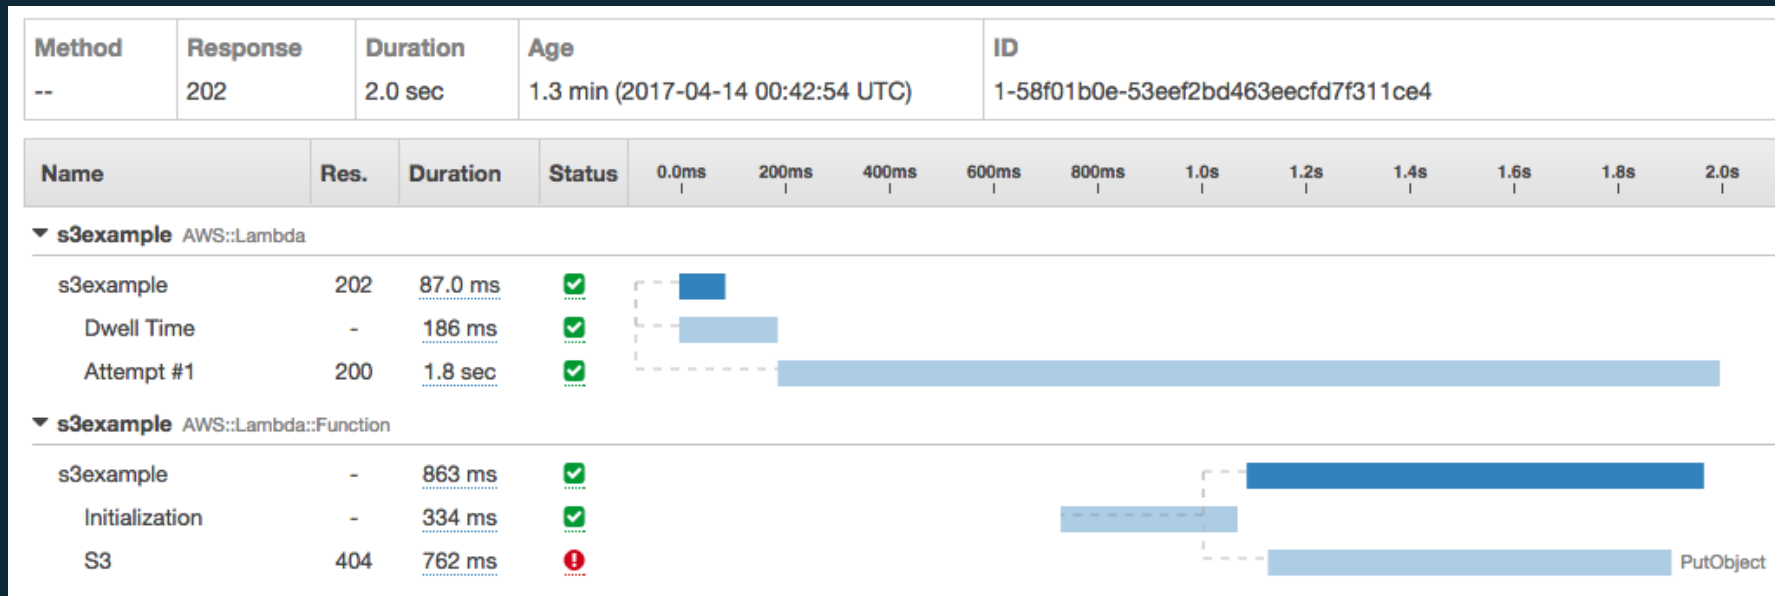 Method Response Duration Age ID
-- 202 2.0 sec 1.3 min (2017-04-14 00:42:54 UTC) 1-58f01b0e-53eef2bd463eecfd7f311ce4
Name Res. Duration Status 0.0ms 200ms 400ms 600ms 800ms 1.0s 1.2s 1.4s 1.6s 1.8s 2.0s
s3example AWS::Lambda
s3example 202 87.0 ms
Dwell Time - 186 ms
Attempt #1 200 1.8 sec
s3example AWS::Lambda::Function
s3example - 863 ms
Initialization - 334 ms
S3 404 762 ms PutObject